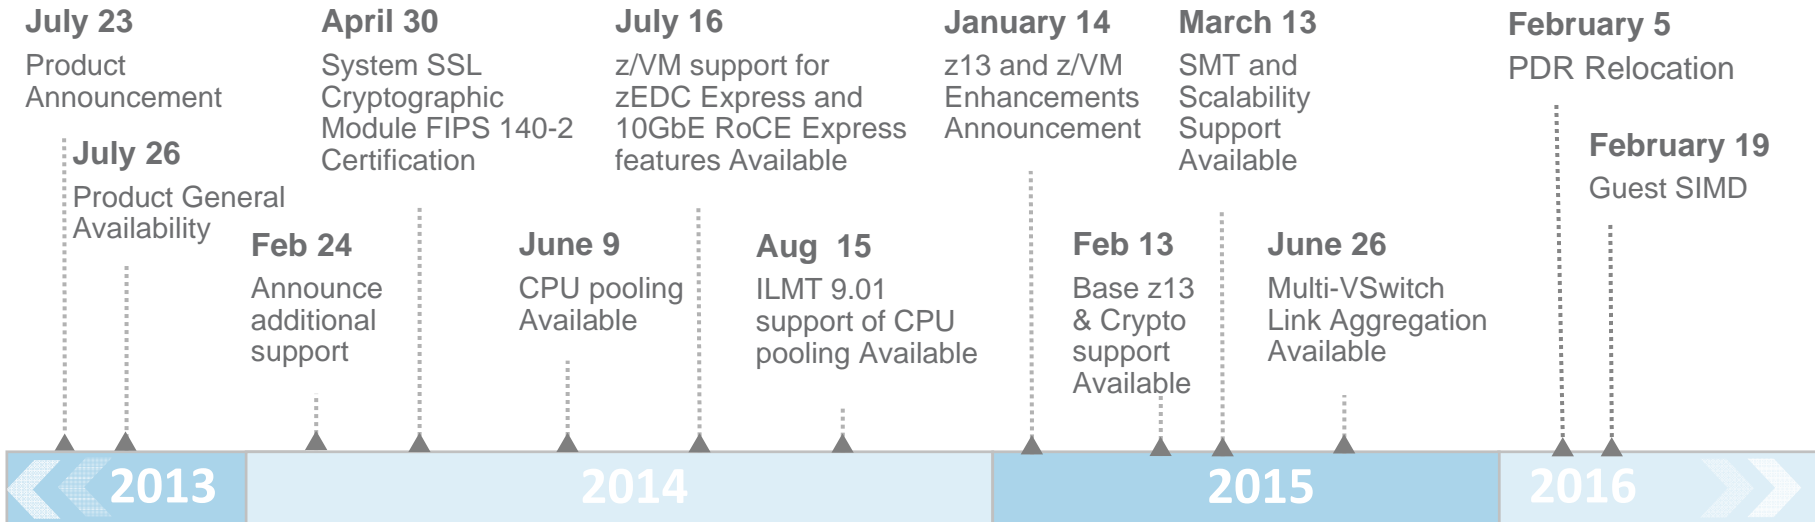 July 23
Product
Announcement
July 26
Product General
Availability
Feb 24
Announce
additional
support
April 30
System SSL
Cryptographic
Module FIPS 140-2
Certification
June 9
CPU pooling
Available
July 16
z/VM support for
zEDC Express and
10GbE RoCE Express
features Available
Aug 15
ILMT 9.01
support of CPU
pooling Available
January 14
z13 and z/VM
Enhancements
Announcement
Feb 13
Base z13
& Crypto
support
Available
March 13
SMT and
Scalability
Support
Available
June 26
Multi-VSwitch
Link Aggregation
Available
February 5
PDR Relocation
February 19
Guest SIMD
2013
2014
2015
2016